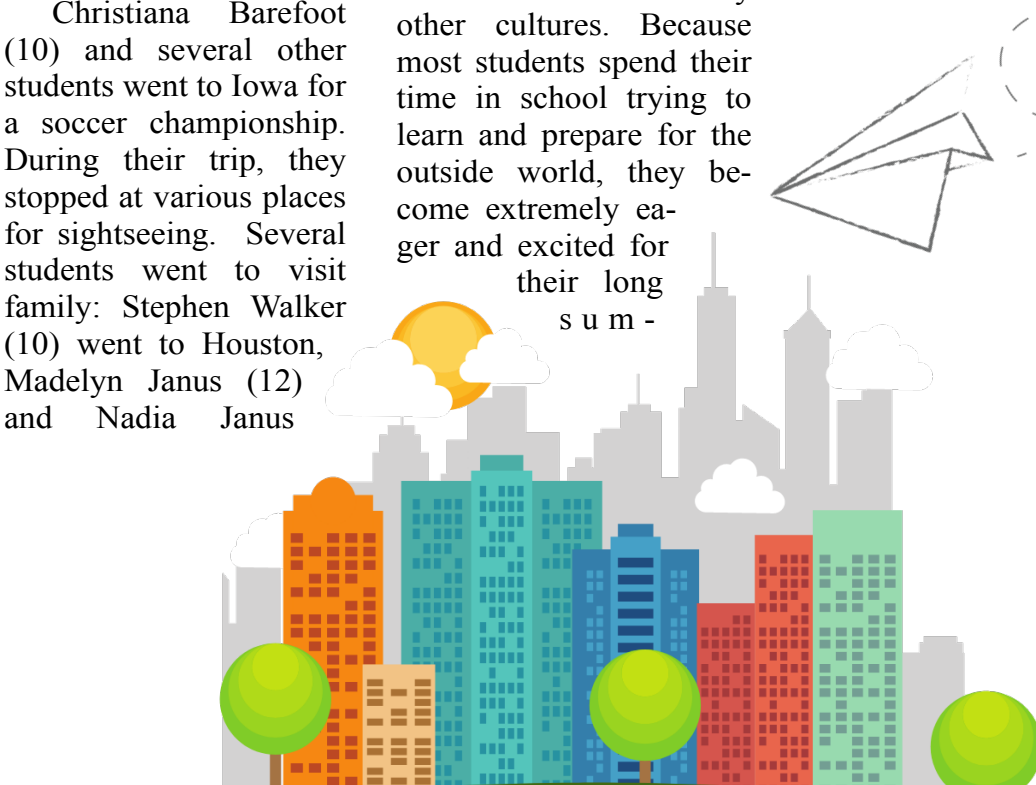 Christiana Barefoot
(10) and several other
students went to Iowa for
a soccer championship.
During their trip, they
stopped at various places
for sightseeing. Several
students went to visit
family: Stephen Walker
(10) went to Houston,
Madelyn Janus (12)
and Nadia Janus
other cultures. Because
most students spend their
time in school trying to
learn and prepare for the
outside world, they be-
come extremely ea-
ger and excited for
their long
sum-